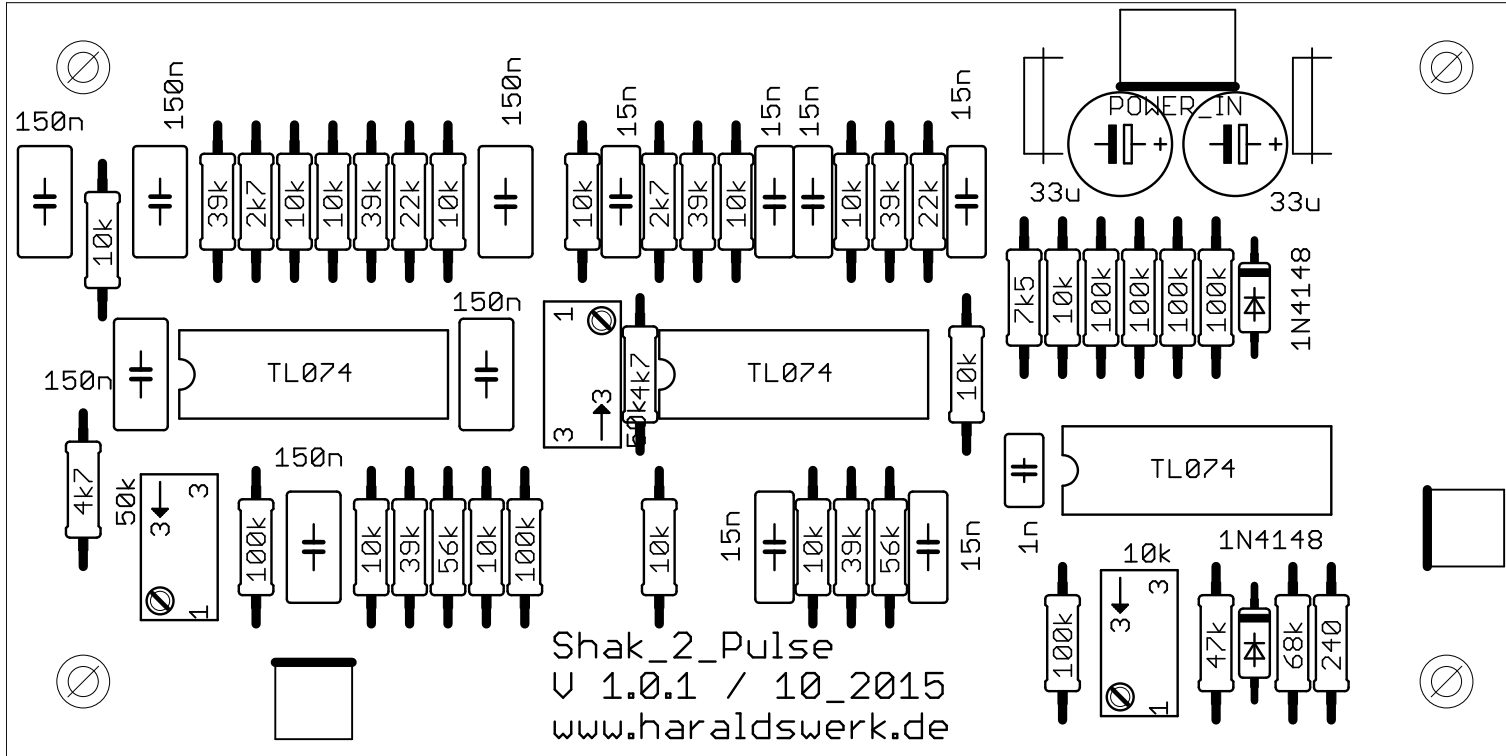 150n
150n
150n
15n
15n
15n
15n
POWER_IN
33u
33u
10k
39k
2k7
10k
10k
39k
22k
10k
10k
2k7
39k
10k
10k
39k
22k
7k5
10k
100k
100k
100k
100k
1N4148
150n
150n
TL074
1
3
3
50k
4k7
TL074
10k
4k7
50k
3
3
1
150n
100k
10k
39k
56k
10k
100k
10k
15n
10k
39k
56k
15n
1n
TL074
1N4148
10k
100k
3
3
1
47k
68k
240
Shak_2_Pulse
V 1.0.1 / 10_2015
www.haraldswerk.de